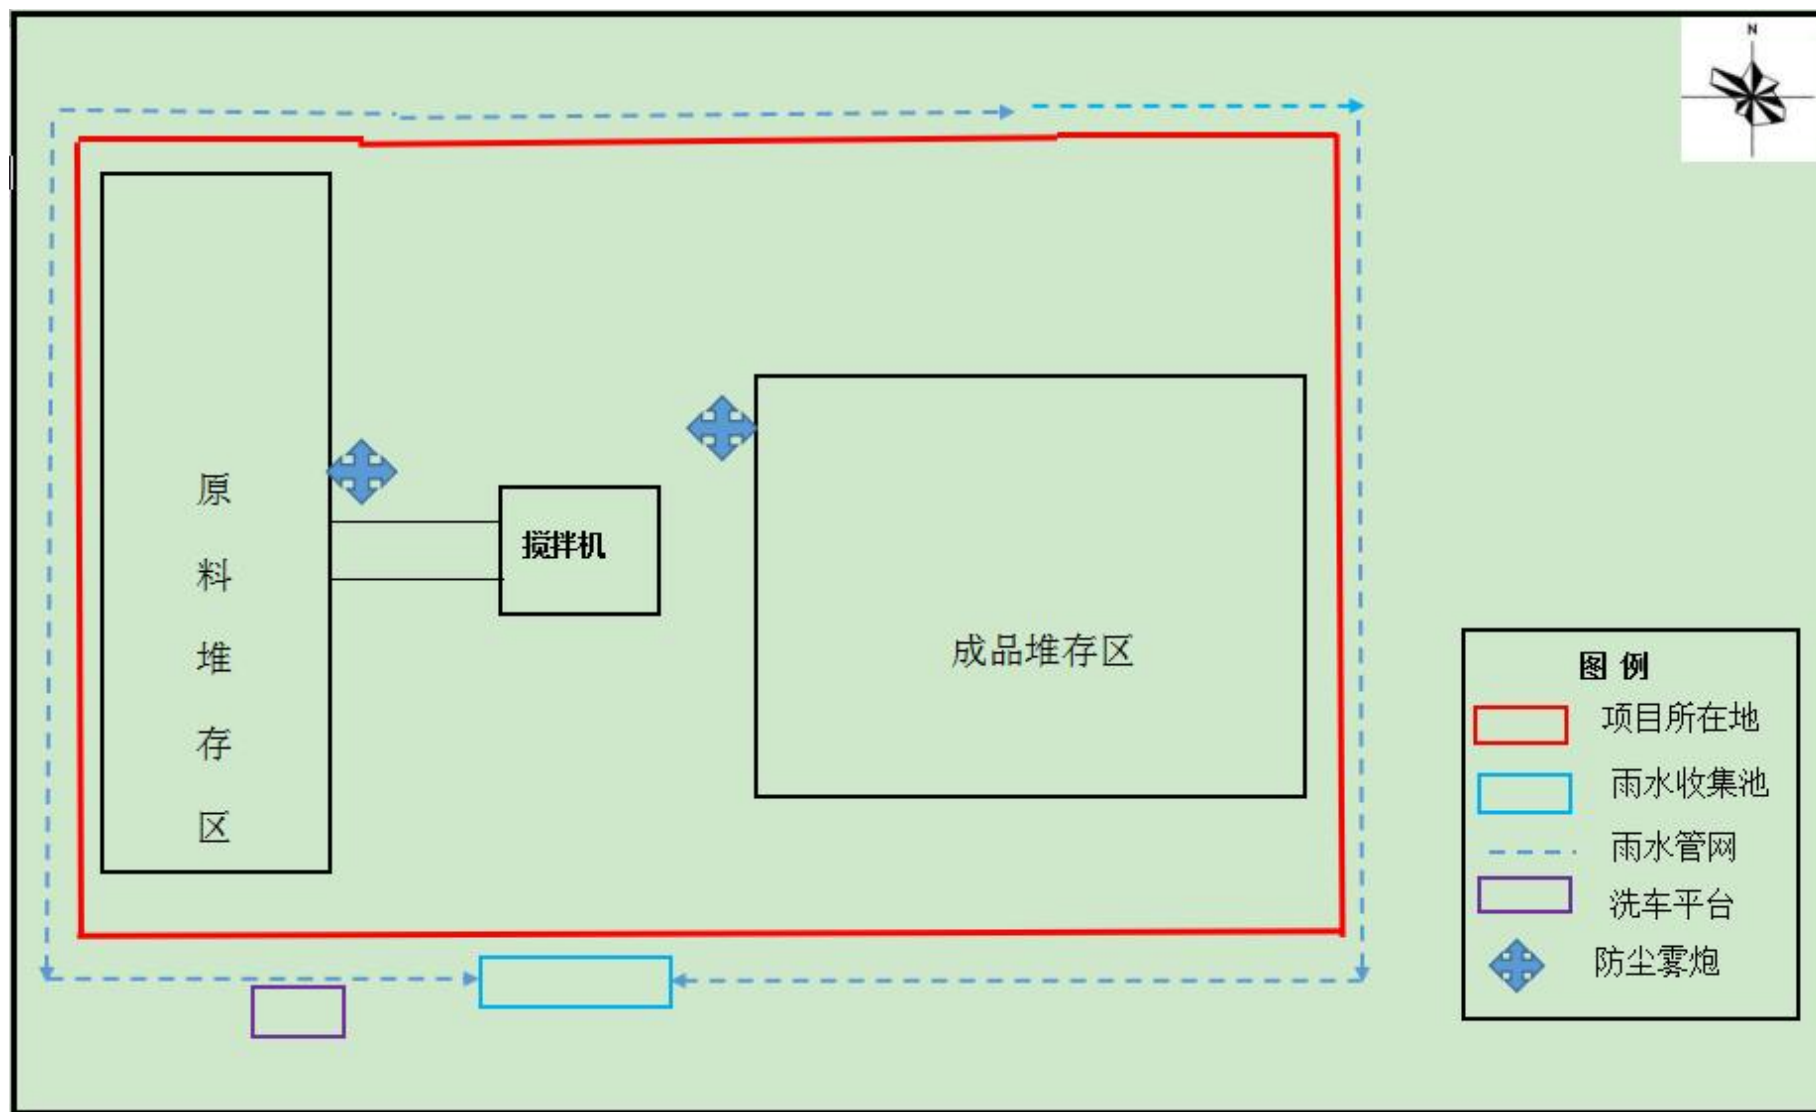 N
原
料
堆
存
区
搅拌机
成品堆存区
图 例
项目所在地
雨水收集池
雨水管网
洗车平台
防尘雾炮